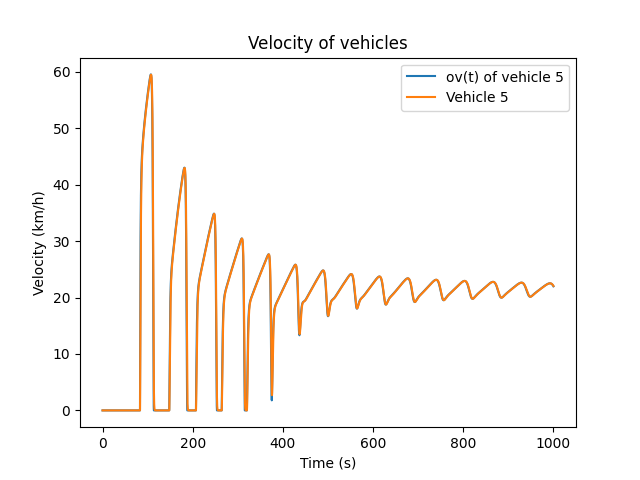 Velocity of vehicles
ov(t) of vehicle 5
Vehicle 5
Velocity (km/h)
60
50
40
30
20
10
0
0 200 400 600 800 1000
Time (s)